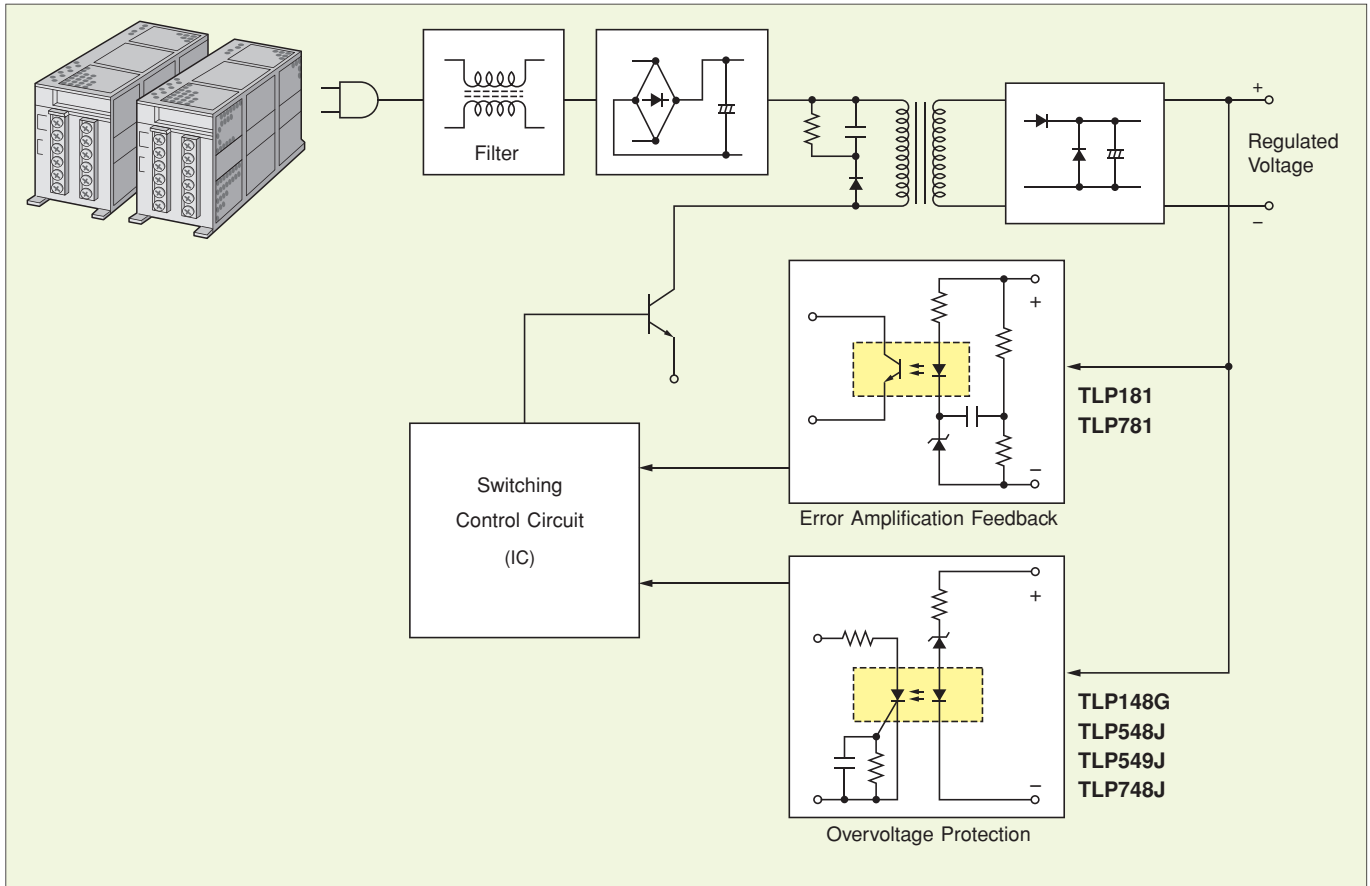 Filter
+
Regulated
Voltage
−
+
TLP181
TLP781
−
Error Amplification Feedback
Switching
Control Circuit
(IC)
+
TLP148G
TLP548J
TLP549J
TLP748J
−
Overvoltage Protection